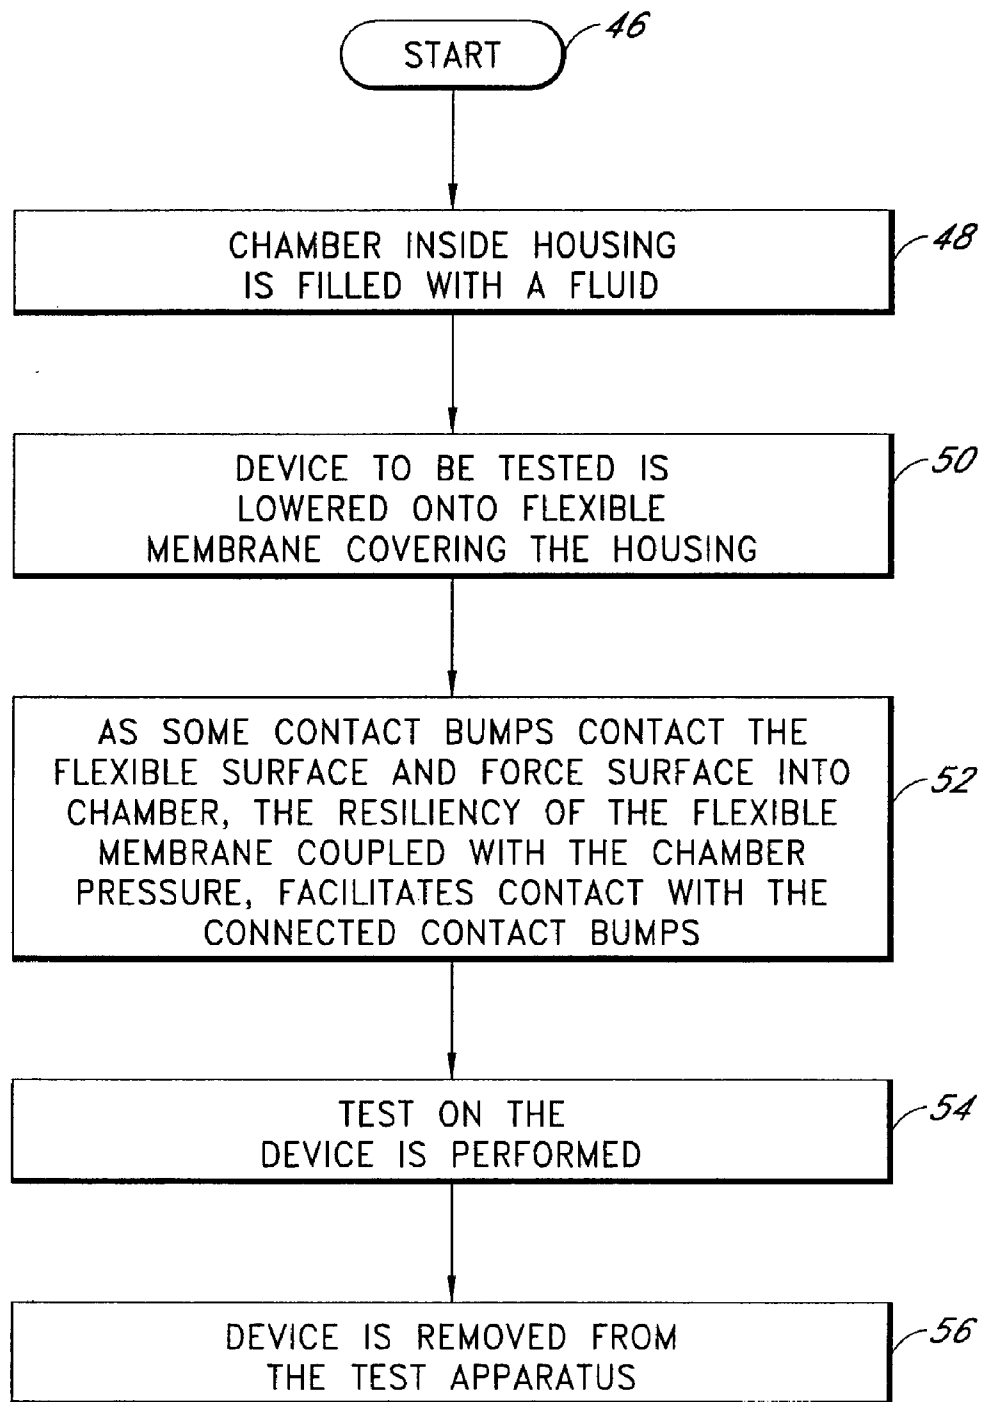 START
46
CHAMBER INSIDE HOUSING
IS FILLED WITH A FLUID
48
DEVICE TO BE TESTED IS
LOWERED ONTO FLEXIBLE
MEMBRANE COVERING THE HOUSING
50
AS SOME CONTACT BUMPS CONTACT THE
FLEXIBLE SURFACE AND FORCE SURFACE INTO
CHAMBER, THE RESILIENCY OF THE FLEXIBLE
MEMBRANE COUPLED WITH THE CHAMBER
PRESSURE, FACILITATES CONTACT WITH THE
CONNECTED CONTACT BUMPS
52
TEST ON THE
DEVICE IS PERFORMED
54
DEVICE IS REMOVED FROM
THE TEST APPARATUS
56